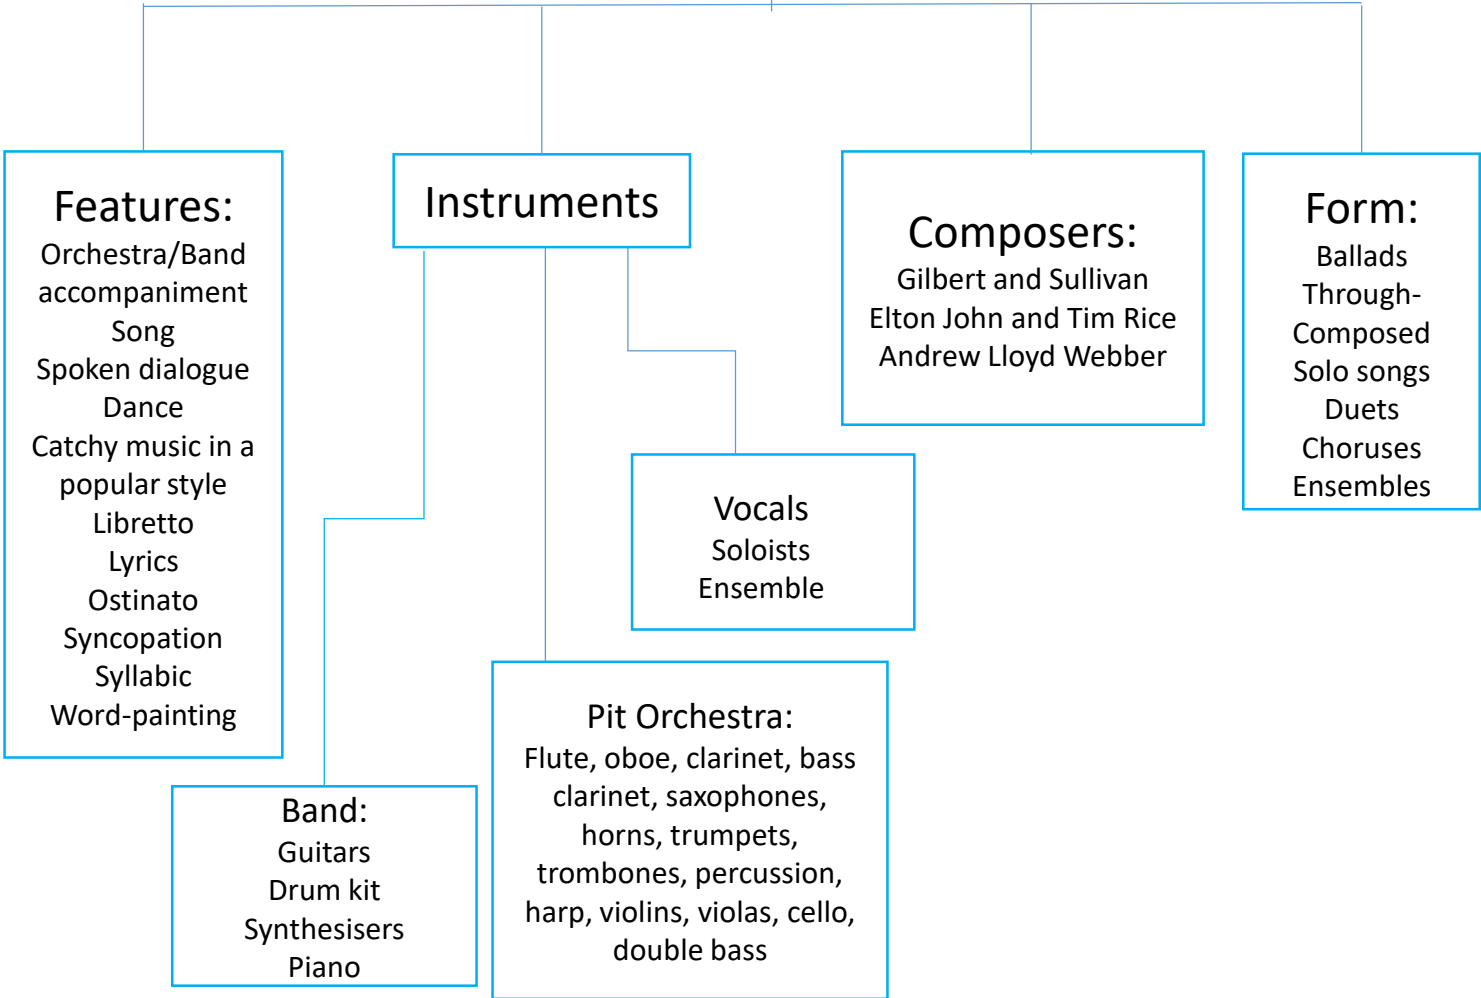 Features:
Orchestra/Band
accompaniment
Song
Spoken dialogue
Dance
Catchy music in a
popular style
Libretto
Lyrics
Ostinato
Syncopation
Syllabic
Word-painting
Instruments
Band:
Guitars
Drum kit
Synthesisers
Piano
Pit Orchestra:
Flute, oboe, clarinet, bass
clarinet, saxophones,
horns, trumpets,
trombones, percussion,
harp, violins, violas, cello,
double bass
Vocals
Soloists
Ensemble
Composers:
Gilbert and Sullivan
Elton John and Tim Rice
Andrew Lloyd Webber
Form:
Ballads
Through-
Composed
Solo songs
Duets
Choruses
Ensembles